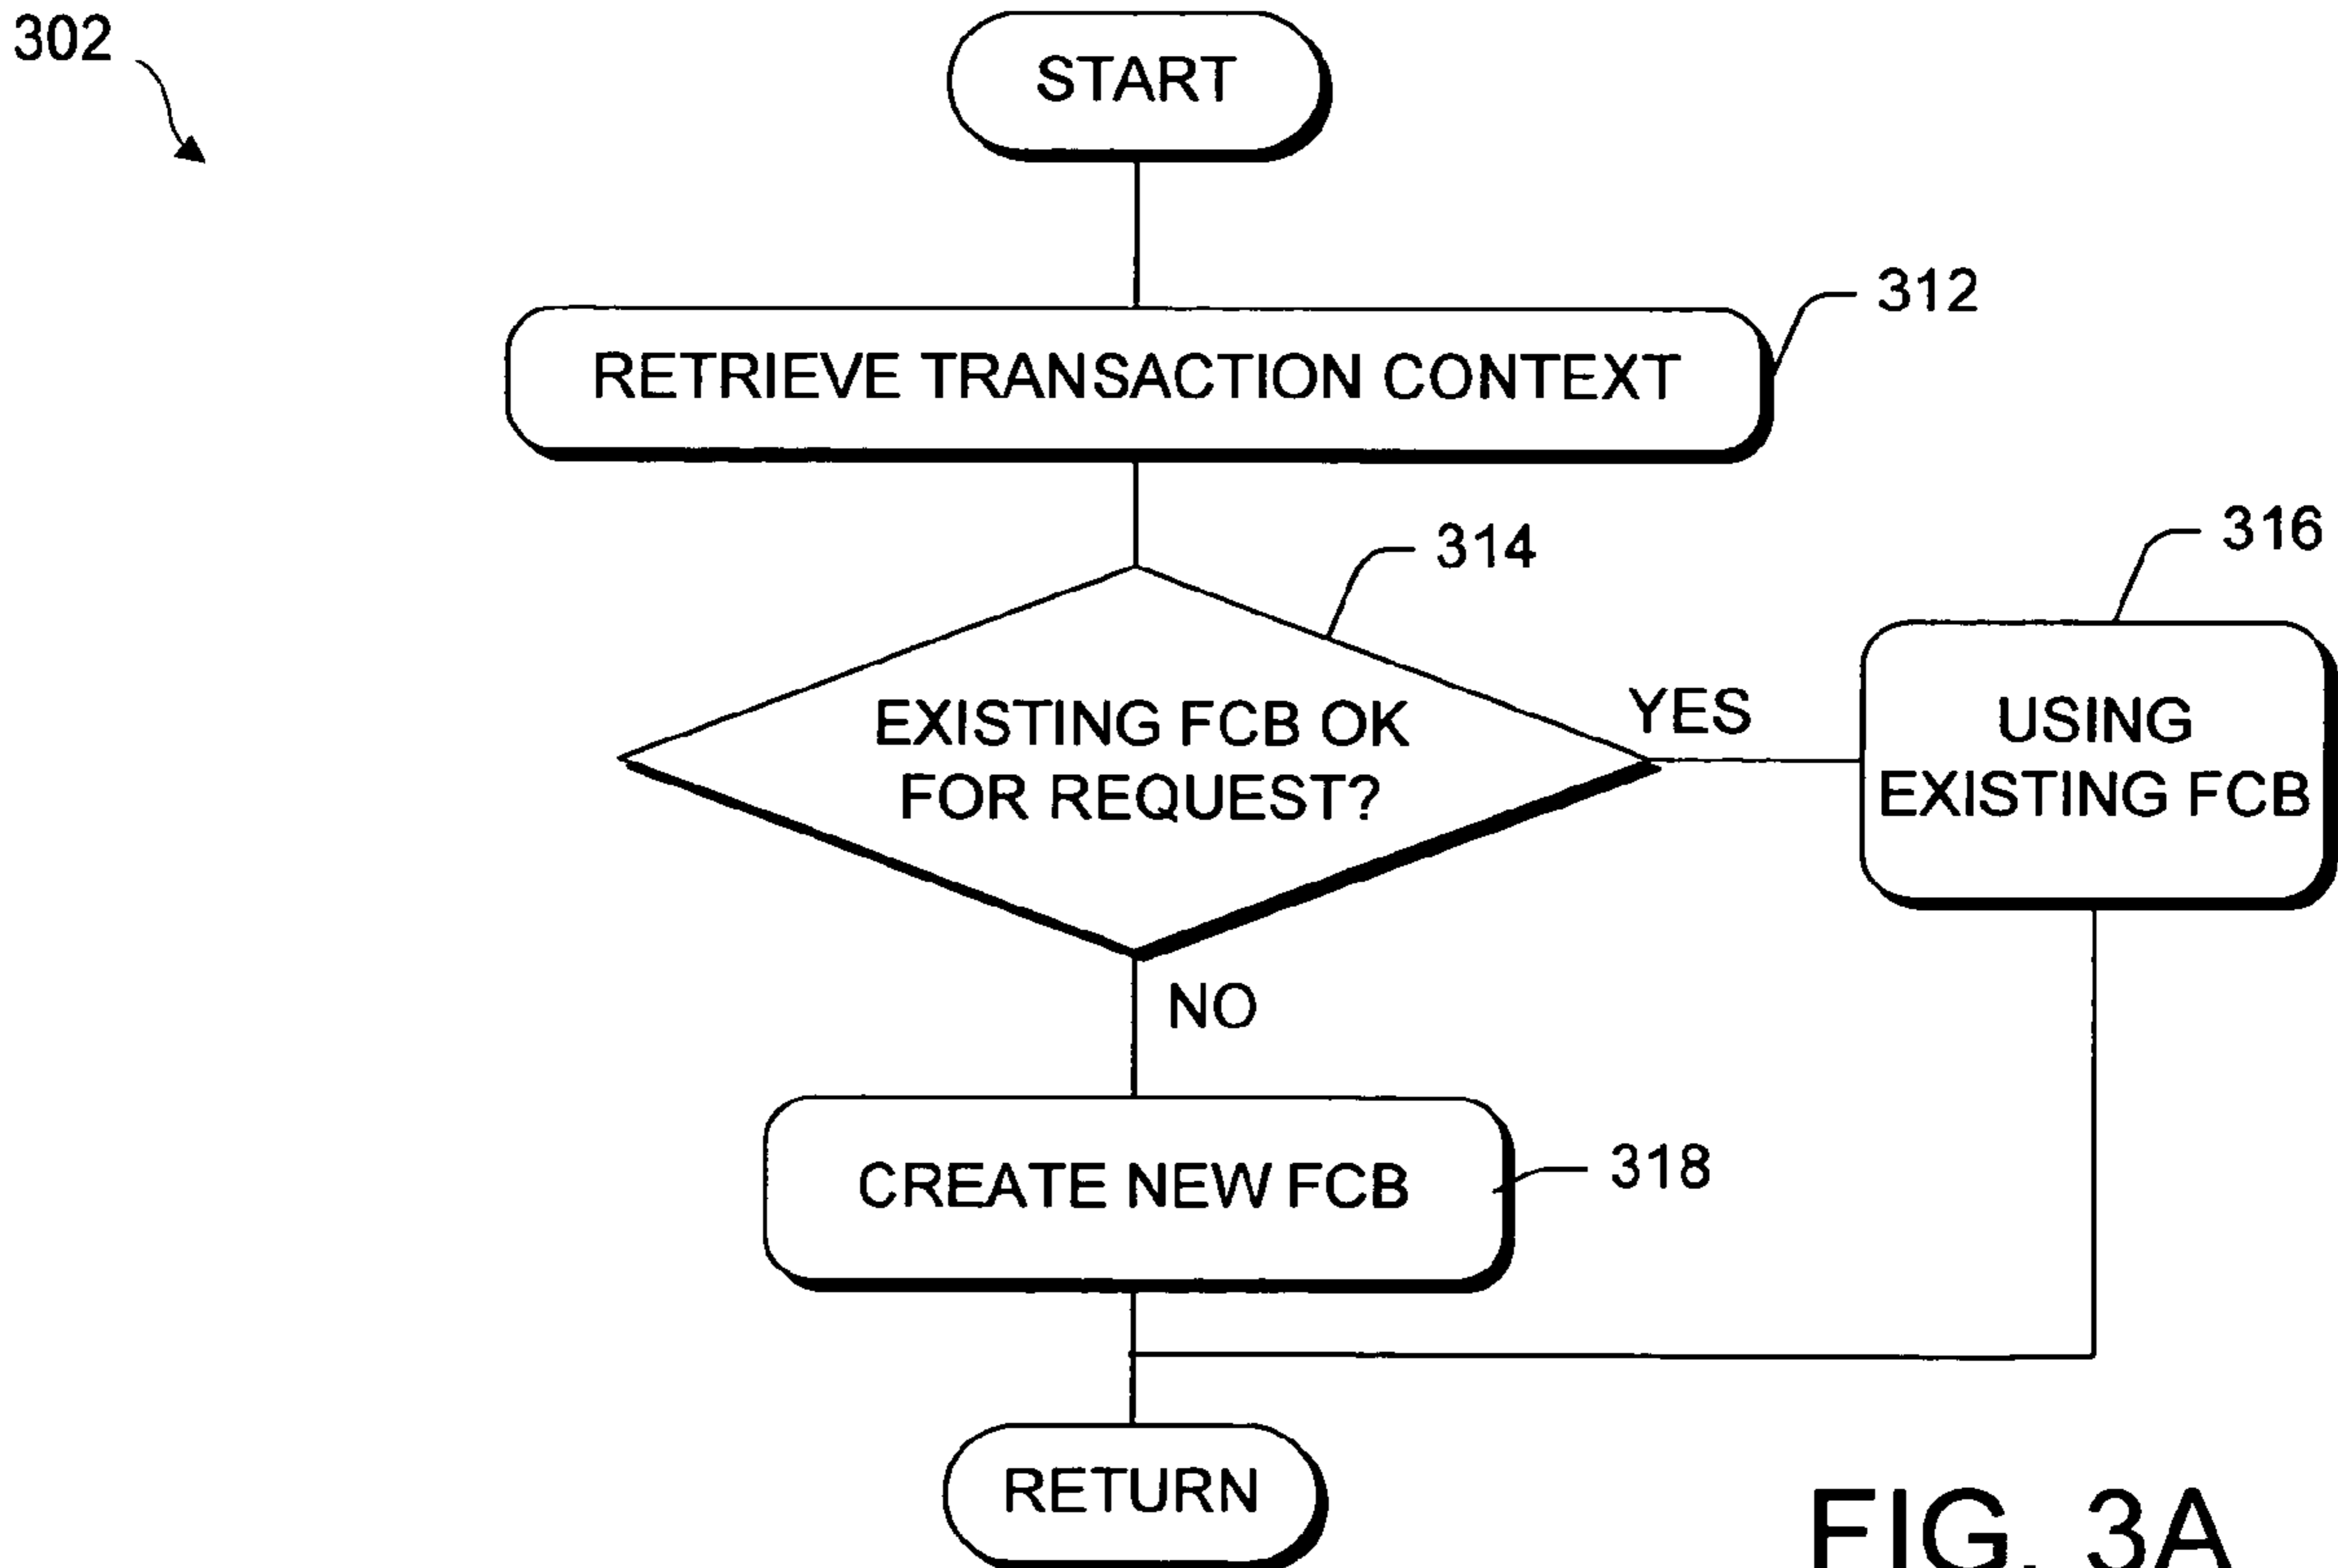 302
START
312
RETRIEVE TRANSACTION CONTEXT
314
316
EXISTING FCB OK
FOR REQUEST?
YES
USING
EXISTING FCB
NO
CREATE NEW FCB
318
RETURN
FIG. 3A